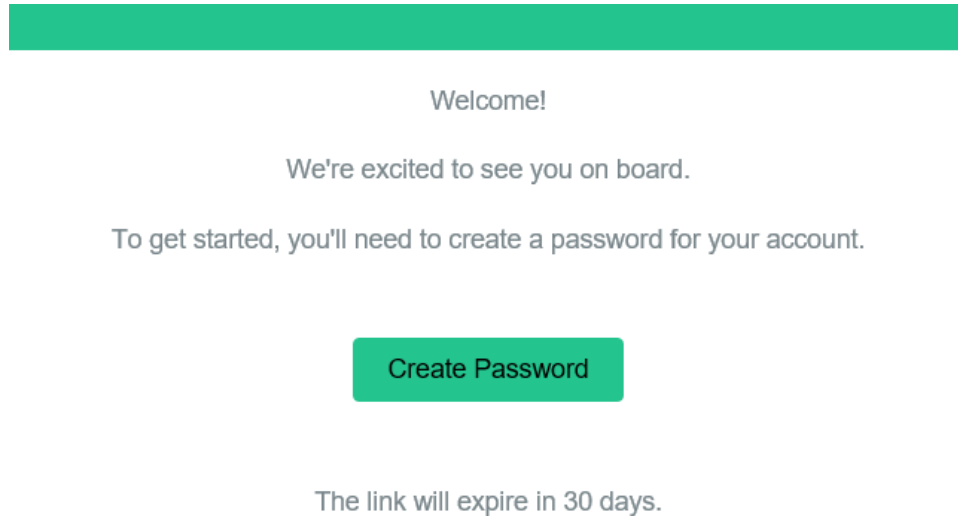 Welcome!
We're excited to see you on board.
To get started, you'll need to create a password for your account.
Create Password
The link will expire in 30 days.